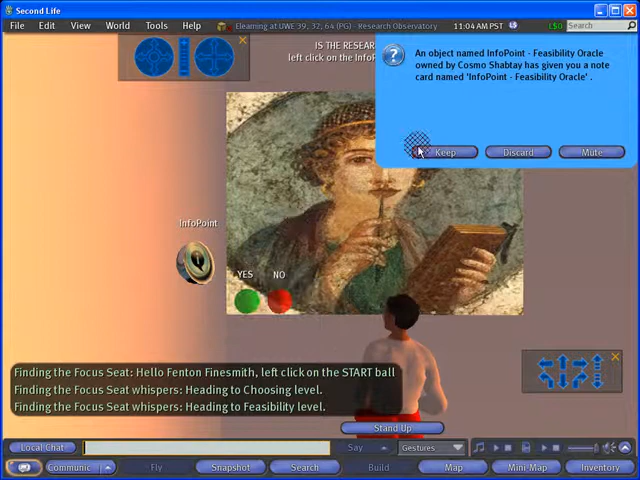 Second Life
File Edit View World Tools Help Elearning at UWE 39, 32, 64 (PG) - Research Observatory 11:04 AM PST L$0 Search
IS THE RESEAR
left click on the InfoP
An object named InfoPoint - Feasibility Oracle
owned by Cosmo Shabtay has given you a note
card named 'InfoPoint - Feasibility Oracle' .
Keep Discard Mute
InfoPoint
YES NO
Finding the Focus Seat: Hello Fenton Finesmith, left click on the START ball
Finding the Focus Seat whispers: Heading to Choosing level.
Finding the Focus Seat whispers: Heading to Feasibility level.
Stand Up
Local Chat Say Gestures
Communic Fly Snapshot Search Build Map Mini-Map Inventory